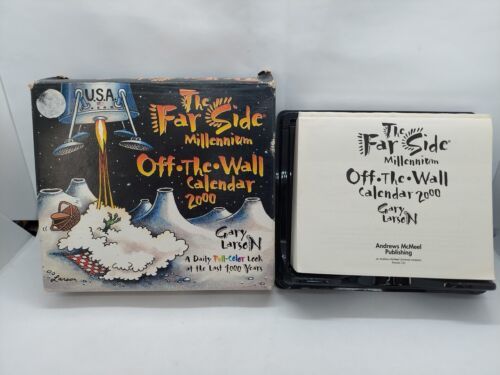 U.S.A.
The
Far Side®
Millennium
Off•The•Wall
Calendar
2000
Gary
Larson
A Daily Full-Color Look
at the Last 1000 Years
Larson
The
Far Side®
Millennium
Off•The•Wall
Calendar 2000
Gary
Larson
Andrews McMeel
Publishing